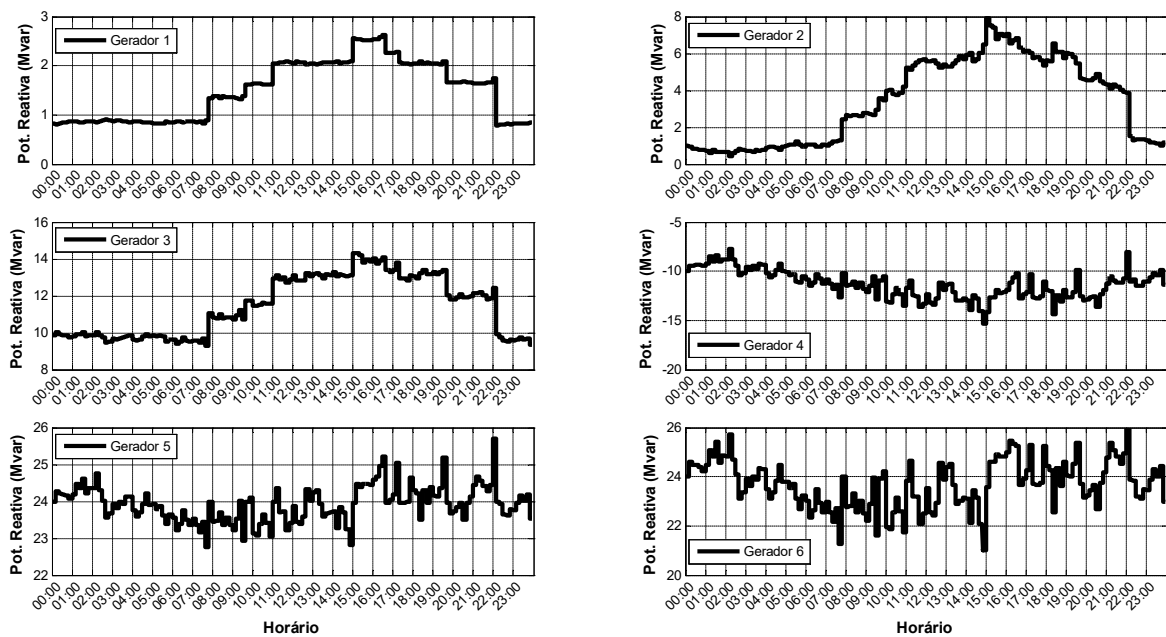 3
2
1
0
Pot. Reativa (Mvar)
Gerador 1
00:00 01:00 02:00 03:00 04:00 05:00 06:00 07:00 08:00 09:00 10:00 11:00 12:00 13:00 14:00 15:00 16:00 17:00 18:00 19:00 20:00 21:00 22:00 23:00
8
6
4
2
0
Pot. Reativa (Mvar)
Gerador 2
00:00 01:00 02:00 03:00 04:00 05:00 06:00 07:00 08:00 09:00 10:00 11:00 12:00 13:00 14:00 15:00 16:00 17:00 18:00 19:00 20:00 21:00 22:00 23:00
16
14
12
10
8
Pot. Reativa (Mvar)
Gerador 3
00:00 01:00 02:00 03:00 04:00 05:00 06:00 07:00 08:00 09:00 10:00 11:00 12:00 13:00 14:00 15:00 16:00 17:00 18:00 19:00 20:00 21:00 22:00 23:00
-5
-10
-15
-20
Pot. Reativa (Mvar)
Gerador 4
00:00 01:00 02:00 03:00 04:00 05:00 06:00 07:00 08:00 09:00 10:00 11:00 12:00 13:00 14:00 15:00 16:00 17:00 18:00 19:00 20:00 21:00 22:00 23:00
26
25
24
23
22
Pot. Reativa (Mvar)
Gerador 5
00:00 01:00 02:00 03:00 04:00 05:00 06:00 07:00 08:00 09:00 10:00 11:00 12:00 13:00 14:00 15:00 16:00 17:00 18:00 19:00 20:00 21:00 22:00 23:00
Horário
26
24
22
20
Pot. Reativa (Mvar)
Gerador 6
00:00 01:00 02:00 03:00 04:00 05:00 06:00 07:00 08:00 09:00 10:00 11:00 12:00 13:00 14:00 15:00 16:00 17:00 18:00 19:00 20:00 21:00 22:00 23:00
Horário